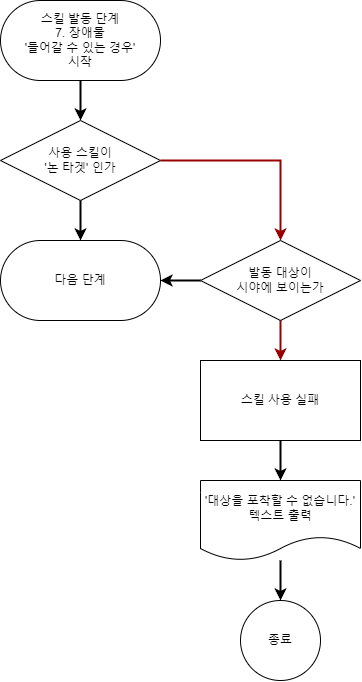 스킬 발동 단계
7. 장애물
'들어갈 수 있는 경우'
시작
사용 스킬이
'논 타겟' 인가
다음 단계
발동 대상이
시야에 보이는가
스킬 사용 실패
'대상을 포착할 수 없습니다.'
텍스트 출력
종료